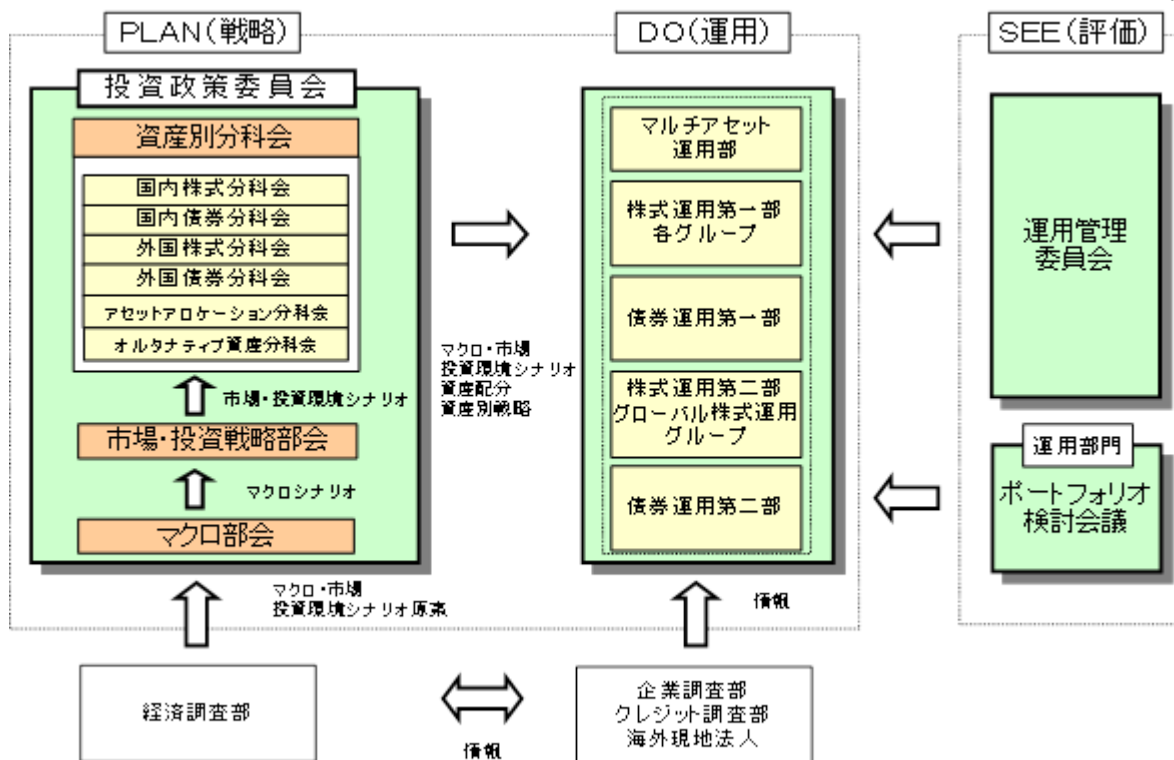 PLAN(戦略)
投資政策委員会
資産別分科会
国内株式分科会
国内債券分科会
外国株式分科会
外国債券分科会
アセットアロケーション分科会
オルタナティブ資産分科会
市場・投資環境シナリオ
市場・投資戦略部会
マクロシナリオ
マクロ部会
マクロ・市場
投資環境シナリオ原案
経済調査部
マクロ・市場
投資環境シナリオ
資産配分
資産別戦略
情報
DO(運用)
マルチアセット
運用部
株式運用第一部
各グループ
債券運用第一部
株式運用第二部
グローバル株式運用
グループ
債券運用第二部
情報
企業調査部
クレジット調査部
海外現地法人
SEE(評価)
運用管理
委員会
運用部門
ポートフォリオ
検討会議